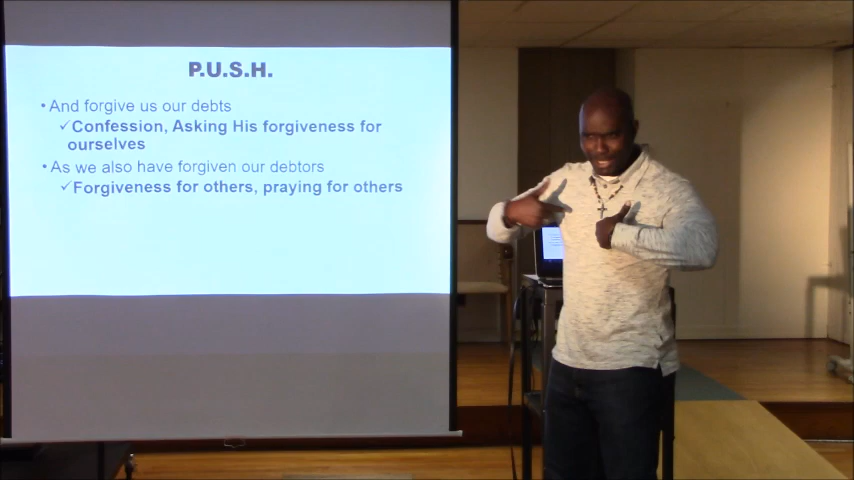 P.U.S.H.
• And forgive us our debts
✓Confession, Asking His forgiveness for
ourselves
• As we also have forgiven our debtors
✓Forgiveness for others, praying for others